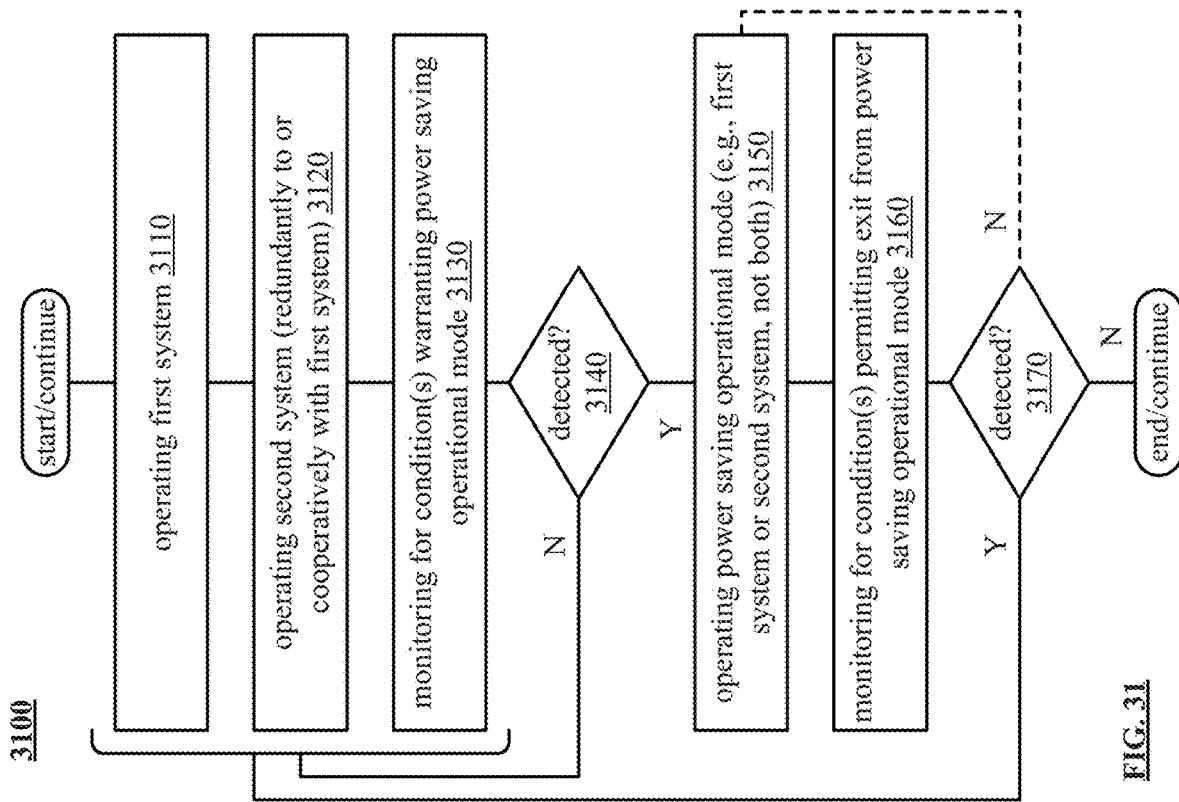 3100
start/continue
operating first system 3110
operating second system (redundantly to or
cooperatively with first system) 3120
monitoring for condition(s) warranting power saving
operational mode 3130
detected?
3140
N
Y
operating power saving operational mode (e.g., first
system or second system, not both) 3150
monitoring for condition(s) permitting exit from power
saving operational mode 3160
detected?
3170
Y
N
N
end/continue
FIG. 31